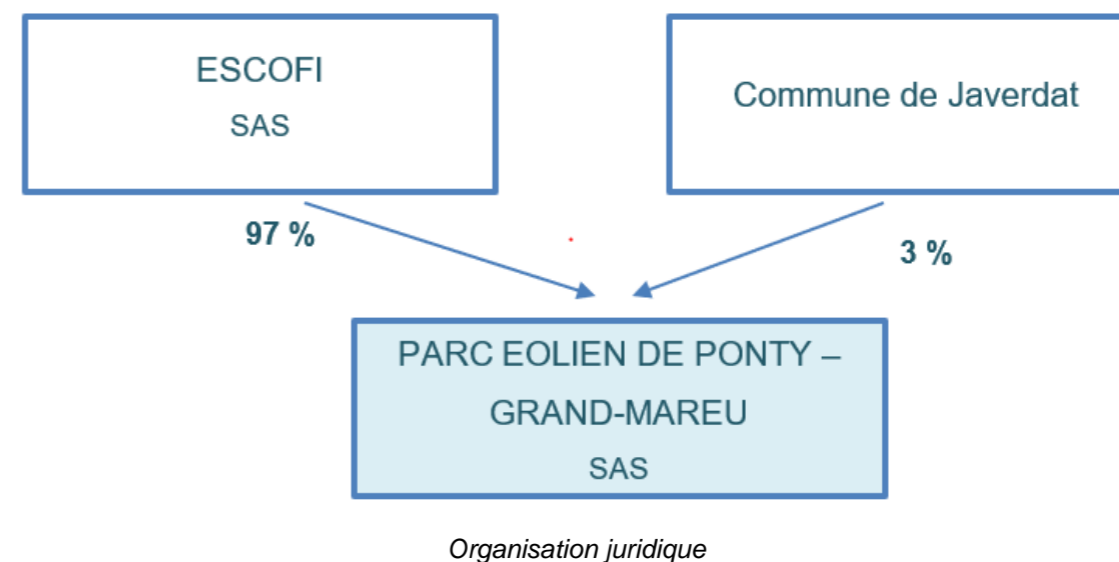 ESCOFI
SAS
Commune de Javerdat
97 %
3 %
PARC EOLIEN DE PONTY –
GRAND-MAREU
SAS
Organisation juridique